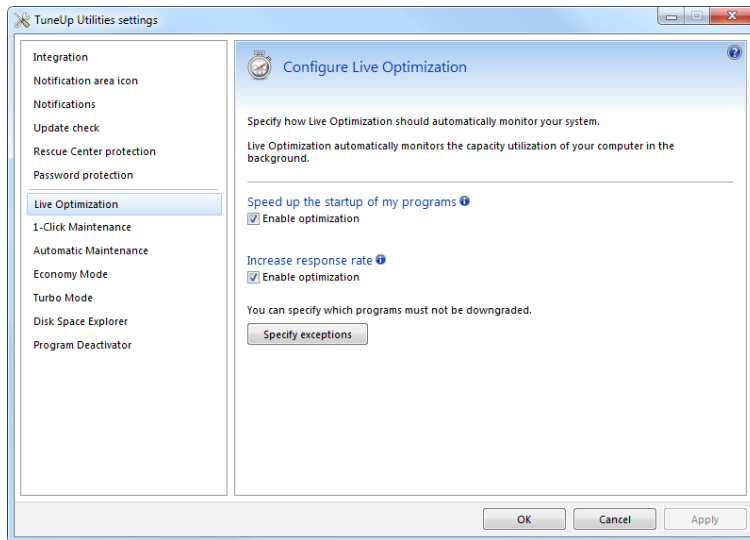 TuneUp Utilities settings
Integration
Notification area icon
Notifications
Update check
Rescue Center protection
Password protection
Live Optimization
1-Click Maintenance
Automatic Maintenance
Economy Mode
Turbo Mode
Disk Space Explorer
Program Deactivator
Configure Live Optimization
Specify how Live Optimization should automatically monitor your system.
Live Optimization automatically monitors the capacity utilization of your computer in the
background.
Speed up the startup of my programs
Enable optimization
Increase response rate
Enable optimization
You can specify which programs must not be downgraded.
Specify exceptions
OK
Cancel
Apply